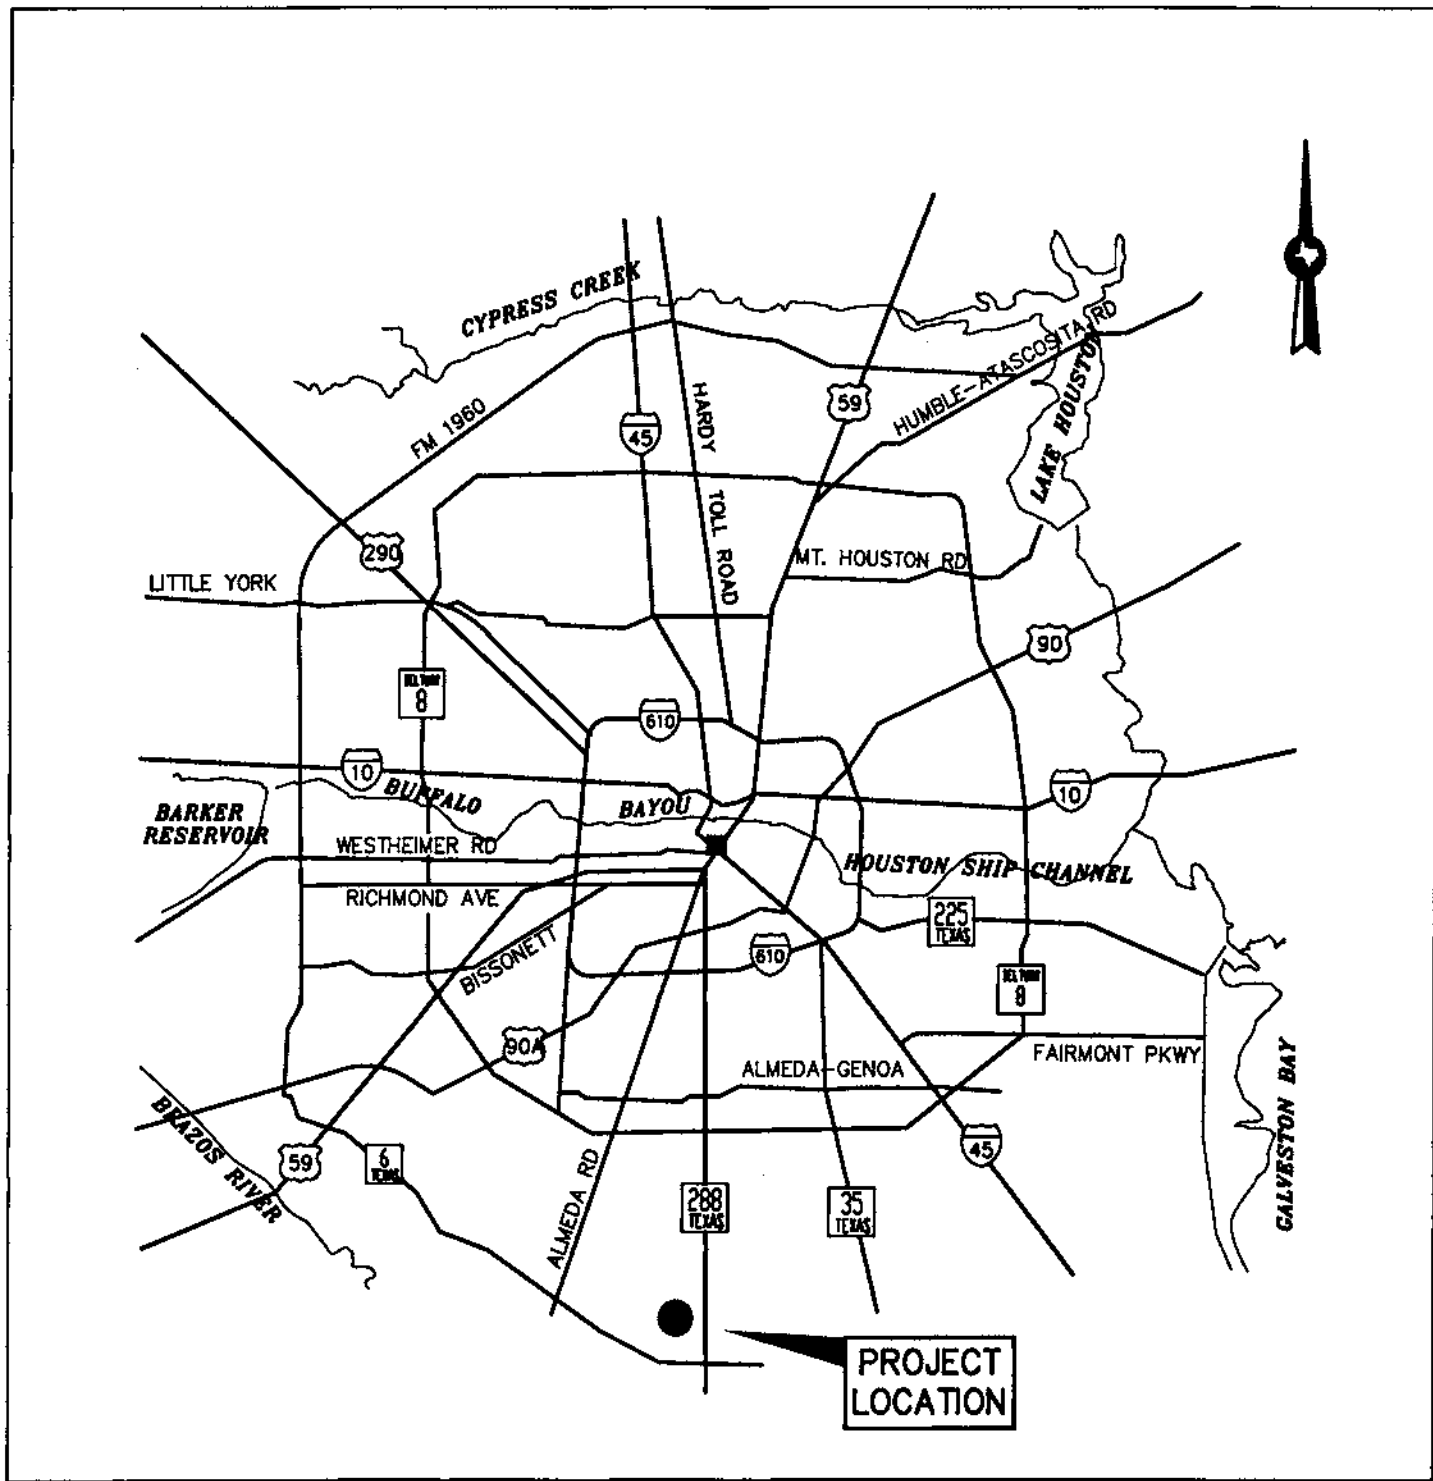 CYPRESS CREEK
HUMBLE-ATASCOSITA RD
59
FM 1960
45
HARDY TOLL ROAD
LAKE HOUSTON
290
MT. HOUSTON RD
LITTLE YORK
90
BELTWAY
8
610
10
BUFFALO BAYOU
10
BARKER
RESERVOIR
WESTHEIMER RD
HOUSTON SHIP CHANNEL
RICHMOND AVE
225
TEXAS
BISSONETT
610
BELTWAY
8
90A
FAIRMONT PKWY
ALMEDA-GENOA
GALVESTON BAY
BRAZOS RIVER
59
6
TEXAS
45
ALMEDA RD
288
TEXAS
35
TEXAS
PROJECT
LOCATION